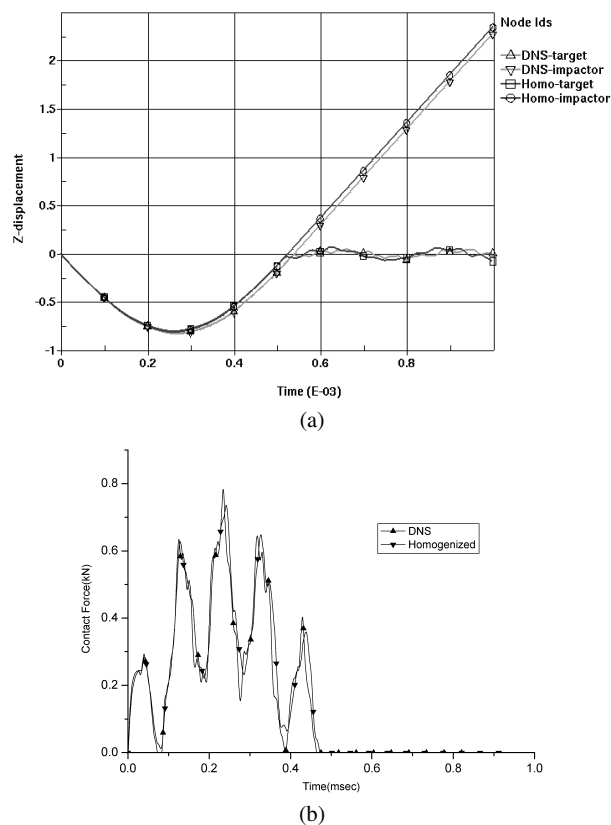 Node Ids
DNS-target
DNS-impactor
Homo-target
Homo-impactor
Z-displacement
2
1.5
1
0.5
0
-0.5
-1
0
0.2
0.4
0.6
0.8
Time (E-03)
(a)
Contact Force(kN)
0.8
0.6
0.4
0.2
0.0
DNS
Homogenized
0.0
0.2
0.4
0.6
0.8
1.0
Time(msec)
(b)